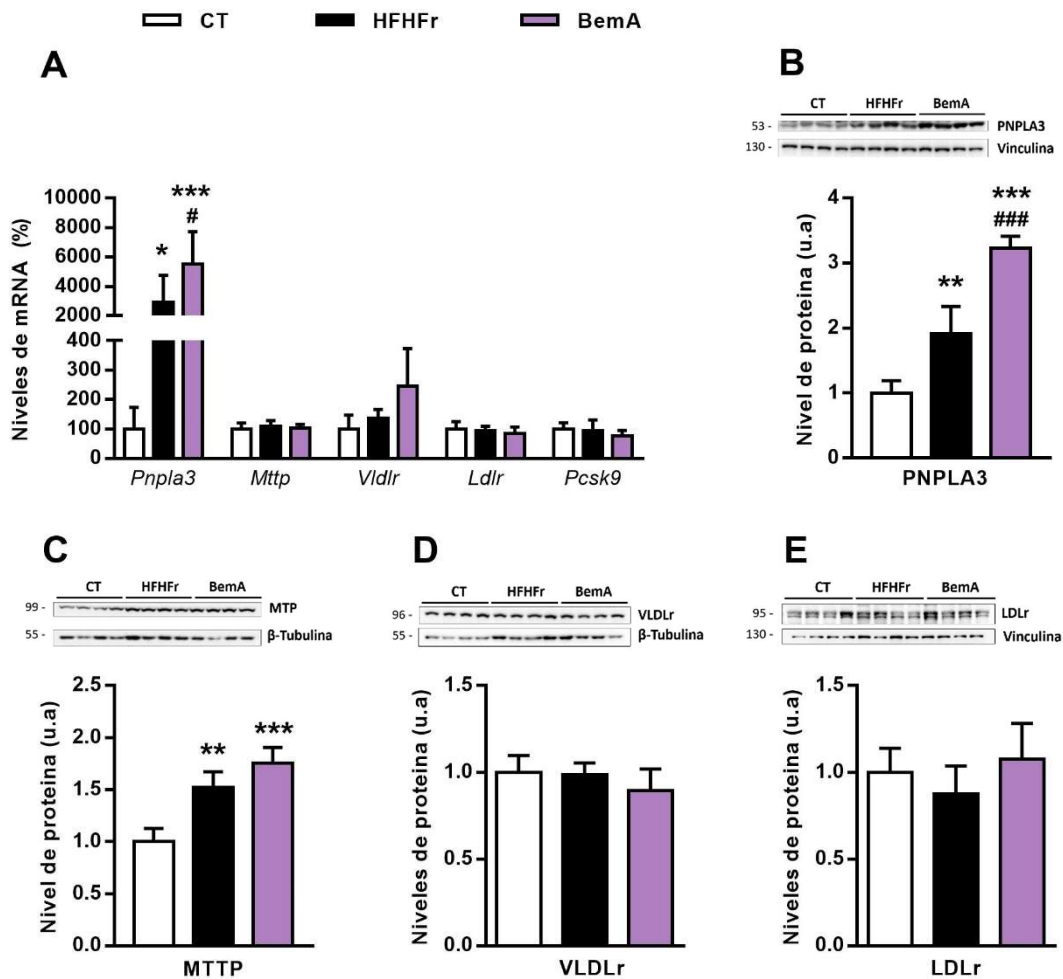 CT HFHFr BemA
A
Niveles de mRNA (%)
10000
8000
6000
4000
2000
400
300
200
100
0
*
***
#
Pnpla3 Mttp Vldlr Ldlr Pcsk9
B
CT HFHFr BemA
53 - PNPLA3
130 - Vinculina
Nivel de proteina (u.a)
4
3
2
1
0
**
***
###
PNPLA3
C
CT HFHFr BemA
99 - MTP
55 - β-Tubulina
Nivel de proteina (u.a)
2.5
2.0
1.5
1.0
0.5
0.0
**
***
MTTP
D
CT HFHFr BemA
96 - VLDLr
55 - β-Tubulina
Niveles de proteina (u.a)
1.5
1.0
0.5
0.0
VLDLr
E
CT HFHFr BemA
95 - LDLr
130 - Vinculina
Niveles de proteina (u.a)
1.5
1.0
0.5
0.0
LDLr